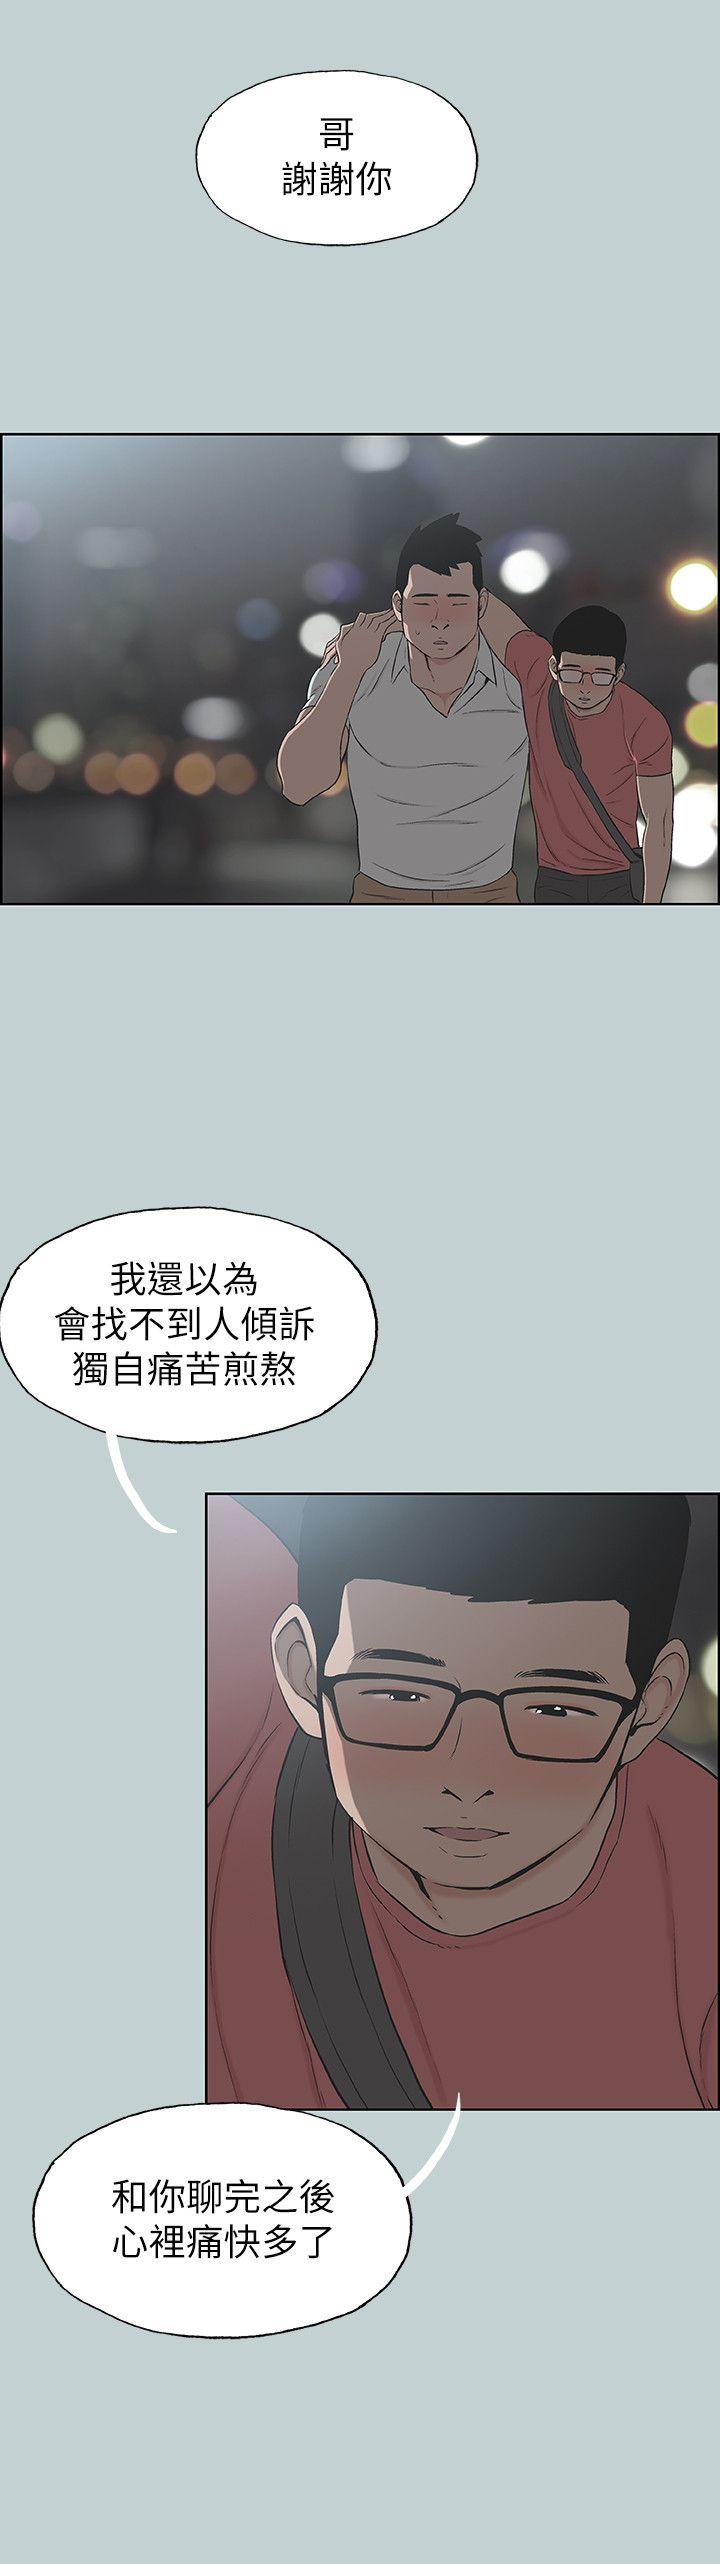 哥
謝謝你
我還以為
會找不到人傾訴
獨自痛苦煎熬
和你聊完之後
心裡痛快多了